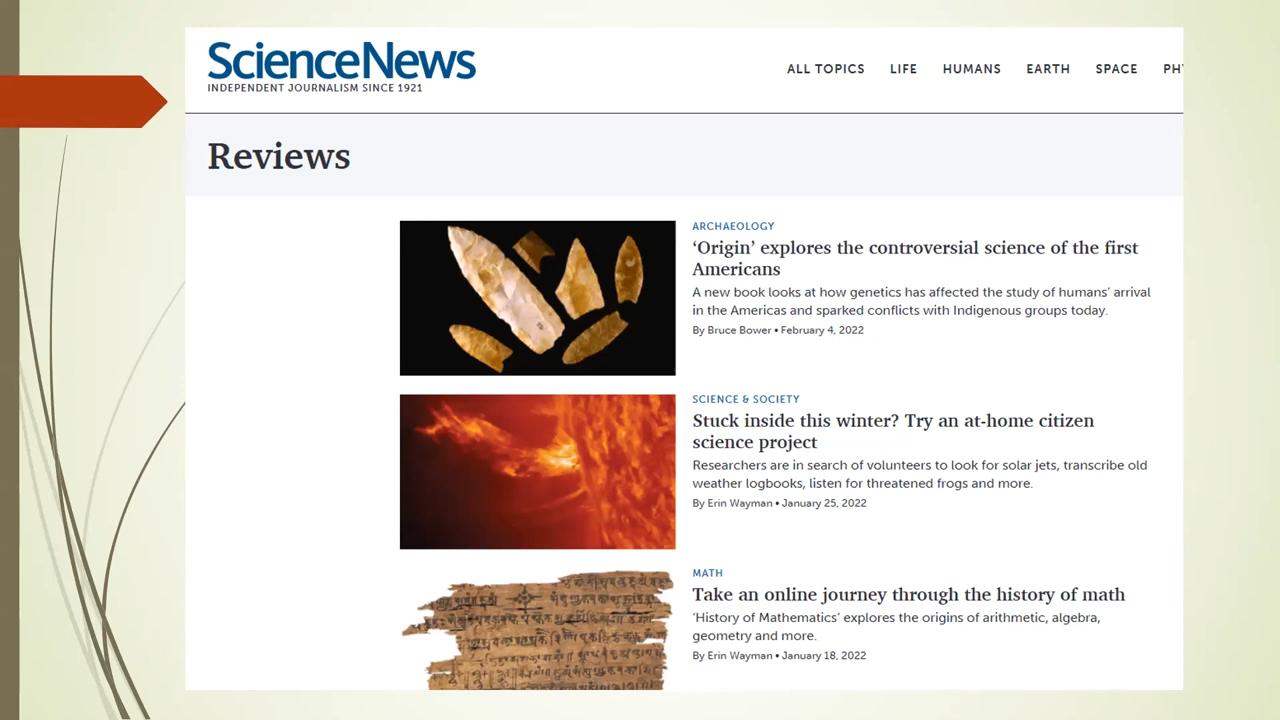 ScienceNews
INDEPENDENT JOURNALISM SINCE 1921
ALL TOPICS LIFE HUMANS EARTH SPACE
Reviews
ARCHAEOLOGY
‘Origin’ explores the controversial science of the first
Americans
A new book looks at how genetics has affected the study of humans’ arrival
in the Americas and sparked conflicts with Indigenous groups today.
By Bruce Bower • February 4, 2022
SCIENCE & SOCIETY
Stuck inside this winter? Try an at-home citizen
science project
Researchers are in search of volunteers to look for solar jets, transcribe old
weather logbooks, listen for threatened frogs and more.
By Erin Wayman • January 25, 2022
MATH
Take an online journey through the history of math
‘History of Mathematics’ explores the origins of arithmetic, algebra,
geometry and more.
By Erin Wayman • January 18, 2022